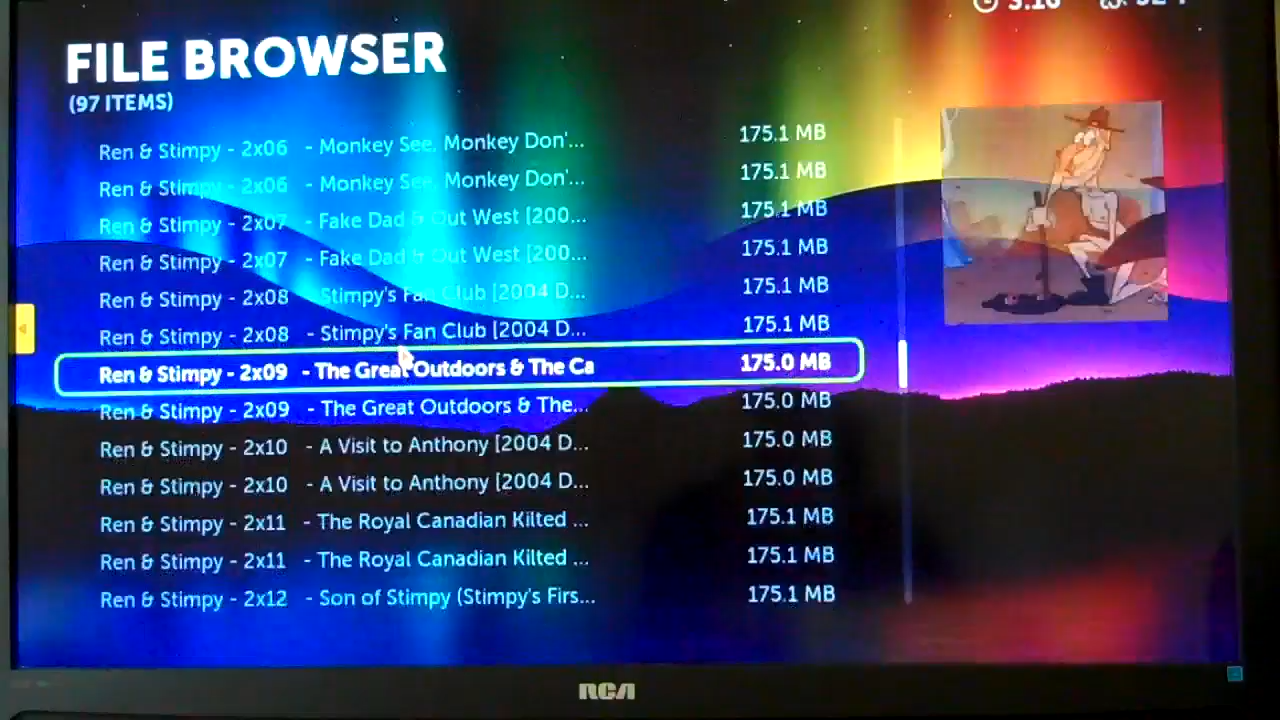 3:16
FILE BROWSER
(97 ITEMS)
Ren & Stimpy - 2x06 - Monkey See, Monkey Don'... 175.1 MB
Ren & Stimpy - 2x06 - Monkey See, Monkey Don'... 175.1 MB
Ren & Stimpy - 2x07 - Fake Dad & Out West [200... 175.1 MB
Ren & Stimpy - 2x07 - Fake Dad & Out West [200... 175.1 MB
Ren & Stimpy - 2x08 - Stimpy's Fan Club [2004 D... 175.1 MB
Ren & Stimpy - 2x08 - Stimpy's Fan Club [2004 D... 175.1 MB
Ren & Stimpy - 2x09 - The Great Outdoors & The Ca 175.0 MB
Ren & Stimpy - 2x09 - The Great Outdoors & The... 175.0 MB
Ren & Stimpy - 2x10 - A Visit to Anthony [2004 D... 175.0 MB
Ren & Stimpy - 2x10 - A Visit to Anthony [2004 D... 175.0 MB
Ren & Stimpy - 2x11 - The Royal Canadian Kilted ... 175.1 MB
Ren & Stimpy - 2x11 - The Royal Canadian Kilted ... 175.1 MB
Ren & Stimpy - 2x12 - Son of Stimpy (Stimpy's Firs... 175.1 MB
RCA